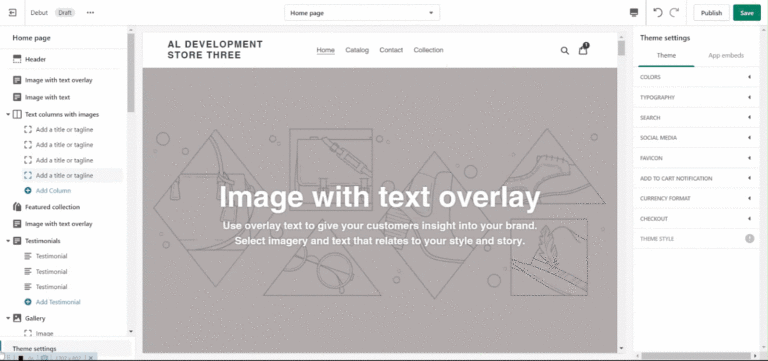 Debut Draft ••• Home page Publish Save
Home page
Header
Image with text overlay
Image with text
Text columns with images
Add a title or tagline
Add a title or tagline
Add a title or tagline
Add a title or tagline
Add Column
Featured collection
Image with text overlay
Testimonials
Testimonial
Testimonial
Testimonial
Add Testimonial
Gallery
Image
Theme settings
AL DEVELOPMENT
STORE THREE
Home Catalog Contact Collection
1
Image with text overlay
Use overlay text to give your customers insight into your brand.
Select imagery and text that relates to your style and story.
Theme settings
Theme App embeds
COLORS
TYPOGRAPHY
SEARCH
SOCIAL MEDIA
FAVICON
ADD TO CART NOTIFICATION
CURRENCY FORMAT
CHECKOUT
THEME STYLE